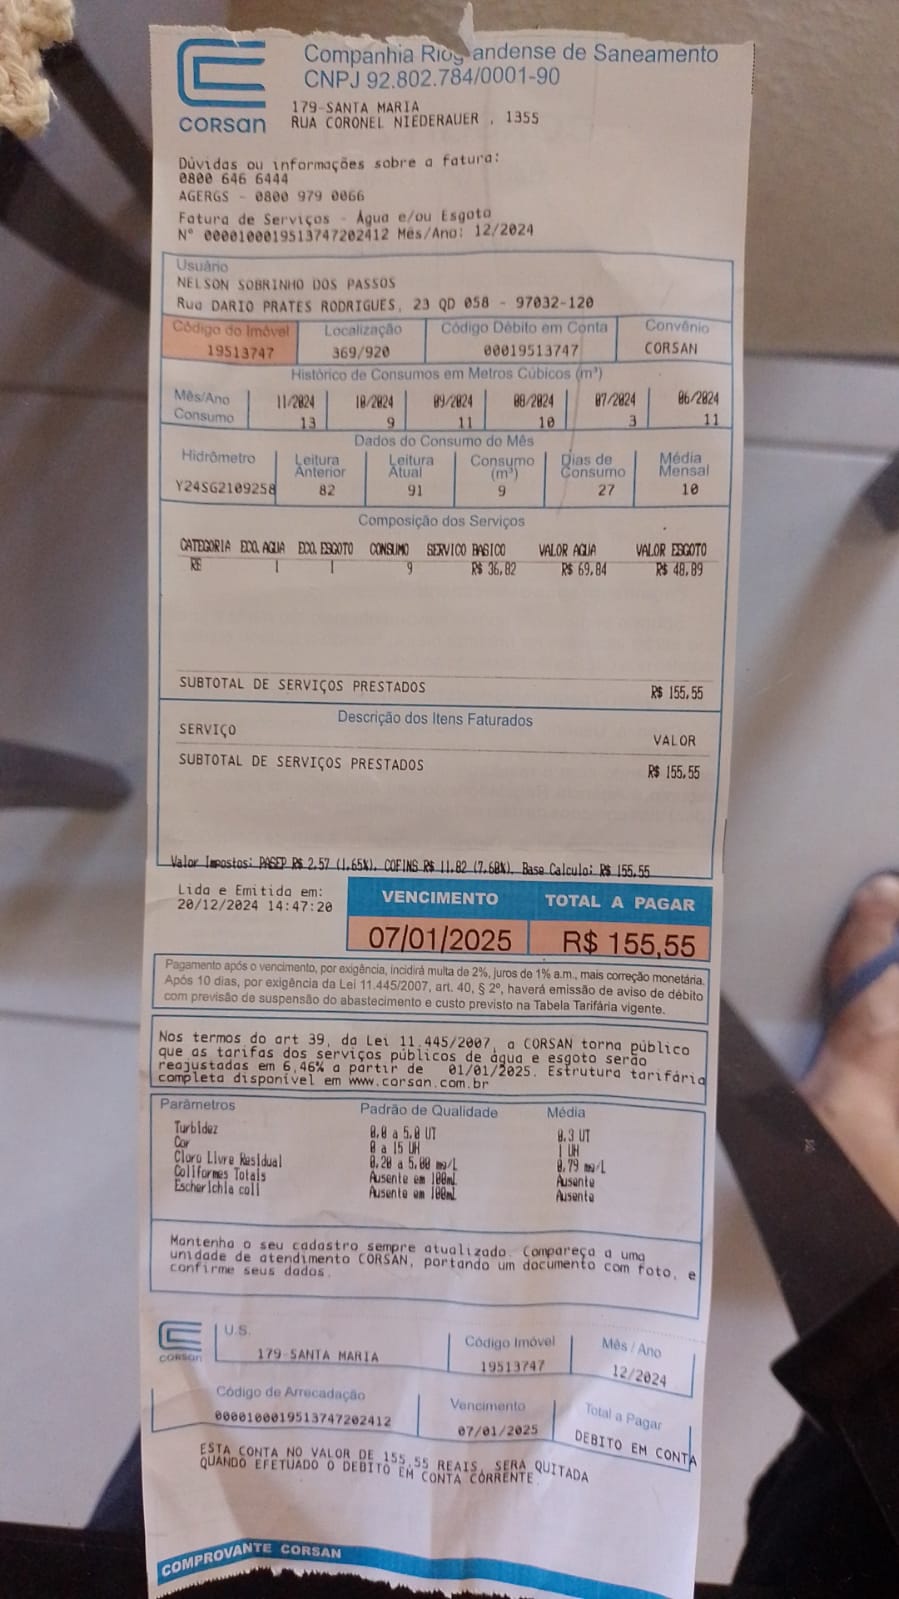 Companhia Riograndense de Saneamento
CNPJ 92.802.784/0001-90
CORSAN
179-SANTA MARIA
RUA CORONEL NIEDERAUER , 1355
Dúvidas ou informações sobre a fatura:
0800 646 6444
AGERGS - 0800 979 0066
Fatura de Serviços - Água e/ou Esgoto
N° 0000100019513747202412 Mês/Ano: 12/2024
Usuário
NELSON SOBRINHO DOS PASSOS
Rua DARIO PRATES RODRIGUES, 23 QD 058 - 97032-120
Código do Imóvel Localização Código Débito em Conta Convênio
19513747 369/920 00019513747 CORSAN
Histórico de Consumos em Metros Cúbicos (m³)
Mês/Ano 11/2024 10/2024 09/2024 08/2024 07/2024 06/2024
Consumo 13 9 11 10 3 11
Dados do Consumo do Mês
Hidrômetro Leitura Anterior Leitura Atual Consumo (m³) Dias de Consumo Média Mensal
Y24SG2109258 82 91 9 27 10
Composição dos Serviços
CATEGORIA ECO. AGUA ECO. ESGOTO CONSUMO SERVICO BASICO VALOR AGUA VALOR ESGOTO
RE 1 1 9 R$ 36,82 R$ 69,84 R$ 48,89
SUBTOTAL DE SERVIÇOS PRESTADOS R$ 155,55
Descrição dos Itens Faturados
SERVIÇO VALOR
SUBTOTAL DE SERVIÇOS PRESTADOS R$ 155,55
Valor Impostos: PASEP R$ 2,57 (1,65%), COFINS R$ 11,82 (7,60%), Base Calculo: R$ 155,55
Lida e Emitida em:
20/12/2024 14:47:20
VENCIMENTO TOTAL A PAGAR
07/01/2025 R$ 155,55
Pagamento após o vencimento, por exigência, incidirá multa de 2%, juros de 1% a.m., mais correção monetária.
Após 10 dias, por exigência da Lei 11.445/2007, art. 40, § 2º, haverá emissão de aviso de débito
com previsão de suspensão do abastecimento e custo previsto na Tabela Tarifária vigente.
Nos termos do art 39, da Lei 11.445/2007, a CORSAN torna público
que as tarifas dos serviços públicos de água e esgoto serão
reajustadas em 6,46% a partir de 01/01/2025. Estrutura tarifária
completa disponível em www.corsan.com.br
Parâmetros Padrão de Qualidade Média
Turbidez 0,0 a 5,0 UT 0,3 UT
Cor 0 a 15 UH 1 UH
Cloro Livre Residual 0,20 a 5,00 mg/L 0,79 mg/L
Coliformes Totais Ausente em 100mL Ausente
Escherichia coli Ausente em 100mL Ausente
Mantenha o seu cadastro sempre atualizado. Compareça a uma
unidade de atendimento CORSAN, portando um documento com foto, e
confirme seus dados.
CORSAN
U.S. Código Imóvel Mês / Ano
179-SANTA MARIA 19513747 12/2024
Código de Arrecadação Vencimento Total a Pagar
0000100019513747202412 07/01/2025 DEBITO EM CONTA
ESTA CONTA NO VALOR DE 155,55 REAIS, SERA QUITADA
QUANDO EFETUADO O DEBITO EM CONTA CORRENTE.
COMPROVANTE CORSAN